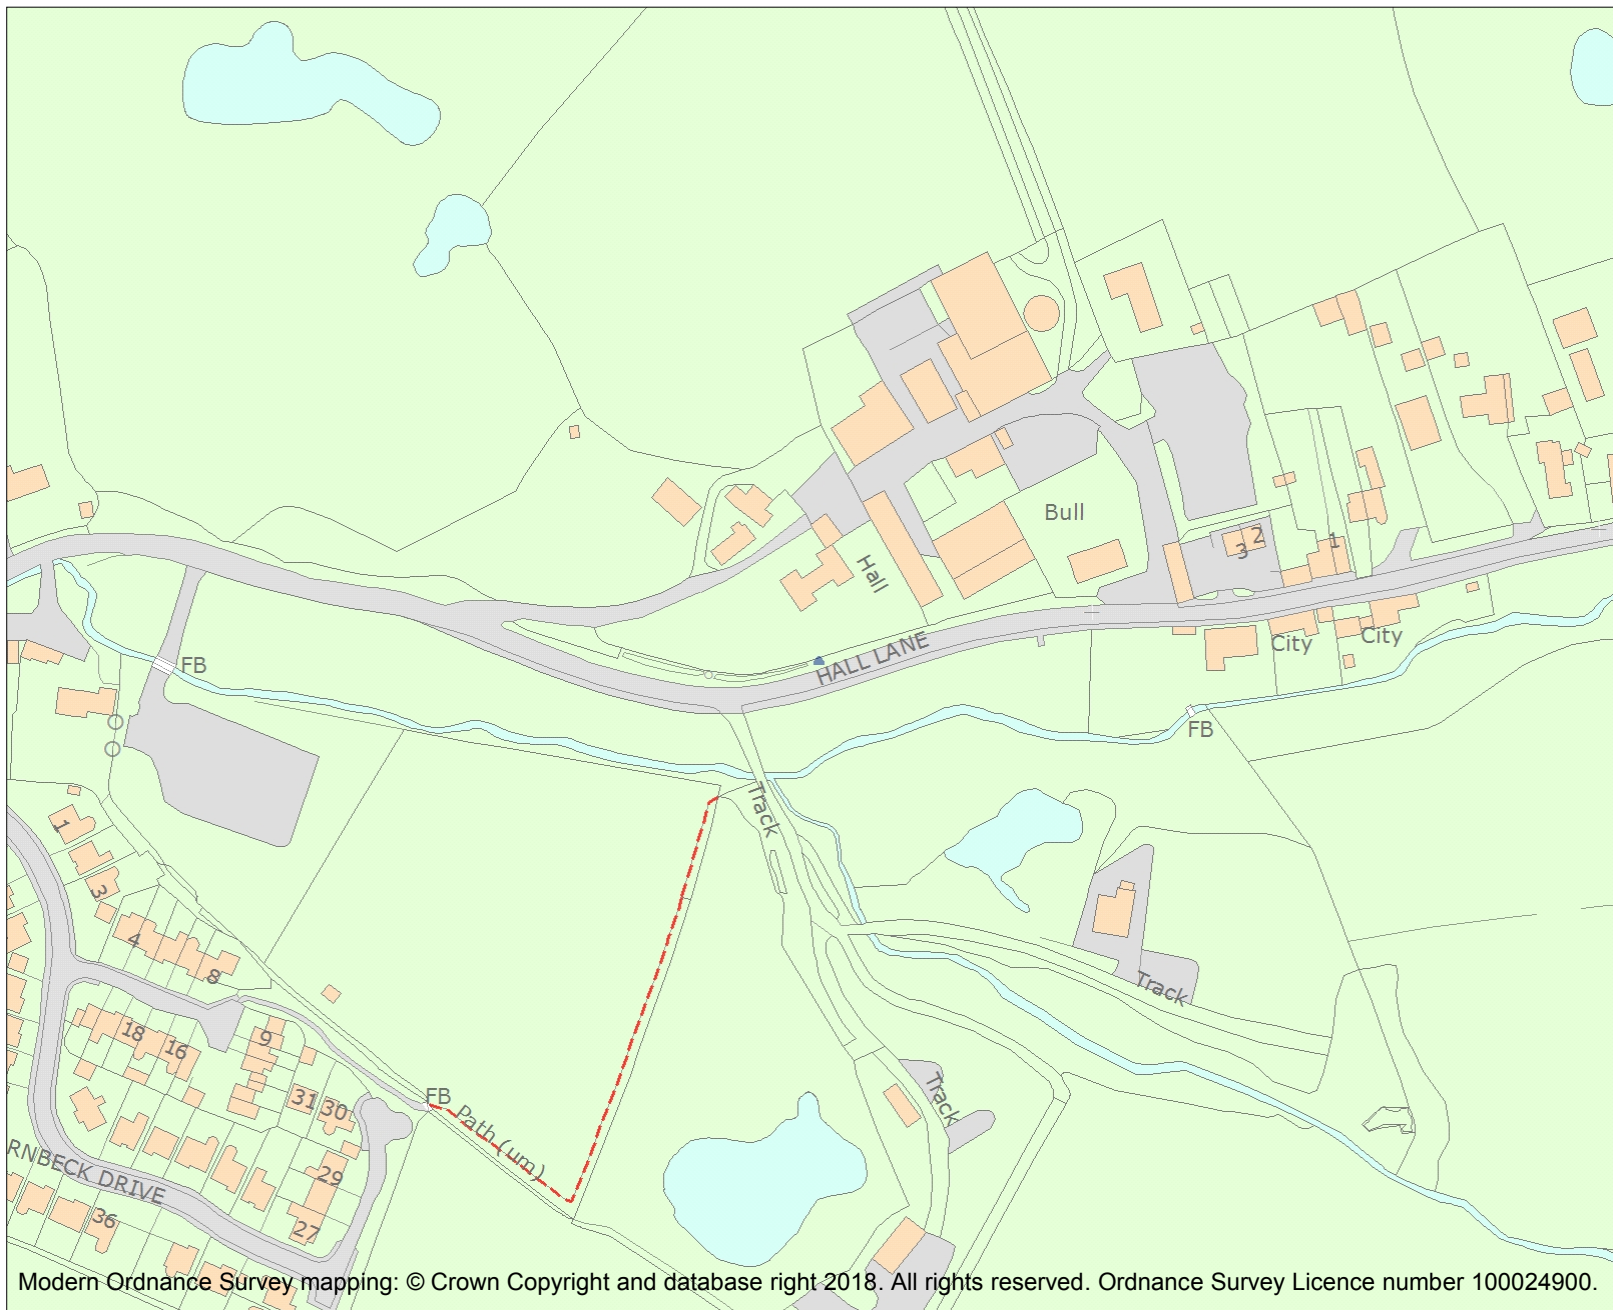 Bull
2
3
1
Hall
HALL LANE
City
City
FB
FB
Track
1
3
4
8
Track
18
16
9
31
30
FB
Path (um)
Track
RNBECK DRIVE
29
27
36
Modern Ordnance Survey mapping: © Crown Copyright and database right 2018. All rights reserved. Ordnance Survey Licence number 100024900.